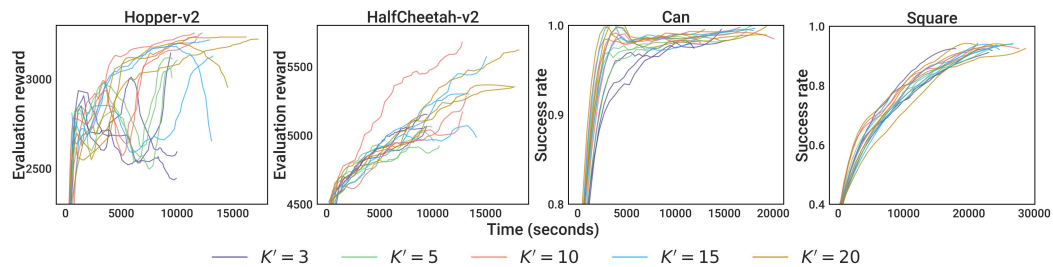 Hopper-v2
HalfCheetah-v2
Can
Square
Evaluation reward
3000
2500
0
5000
10000
15000
Evaluation reward
5500
5000
4500
0
5000
10000
15000
Success rate
1.0
0.9
0.8
0
5000
10000
15000
20000
Success rate
1.0
0.8
0.6
0.4
0
10000
20000
30000
Time (seconds)
K′ = 3
K′ = 5
K′ = 10
K′ = 15
K′ = 20